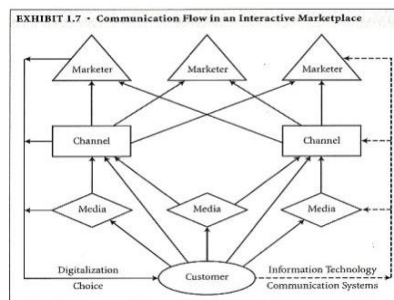 EXHIBIT 1.7 • Communication Flow in an Interactive Marketplace
Marketer Marketer Marketer
Channel Channel
Media Media Media
Digitalization Customer Information Technology
Choice Communication Systems